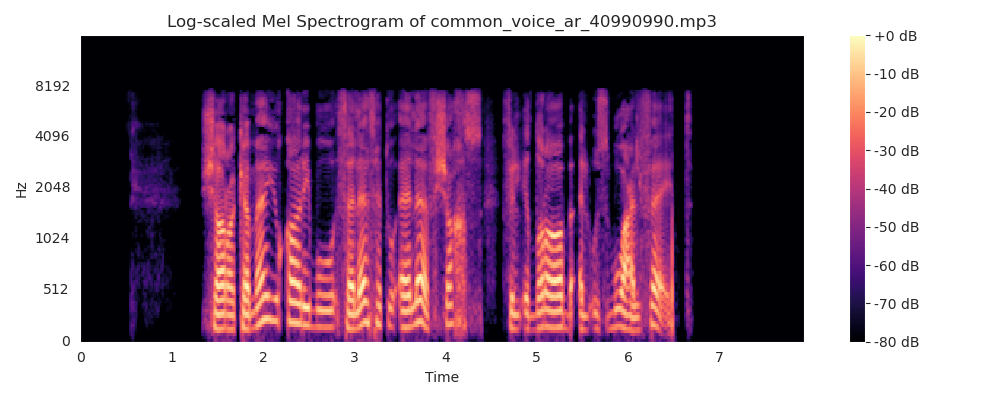 Log-scaled Mel Spectrogram of common_voice_ar_40990990.mp3
8192
4096
2048
1024
512
0
Hz
0 1 2 3 4 5 6 7
Time
+0 dB
-10 dB
-20 dB
-30 dB
-40 dB
-50 dB
-60 dB
-70 dB
-80 dB